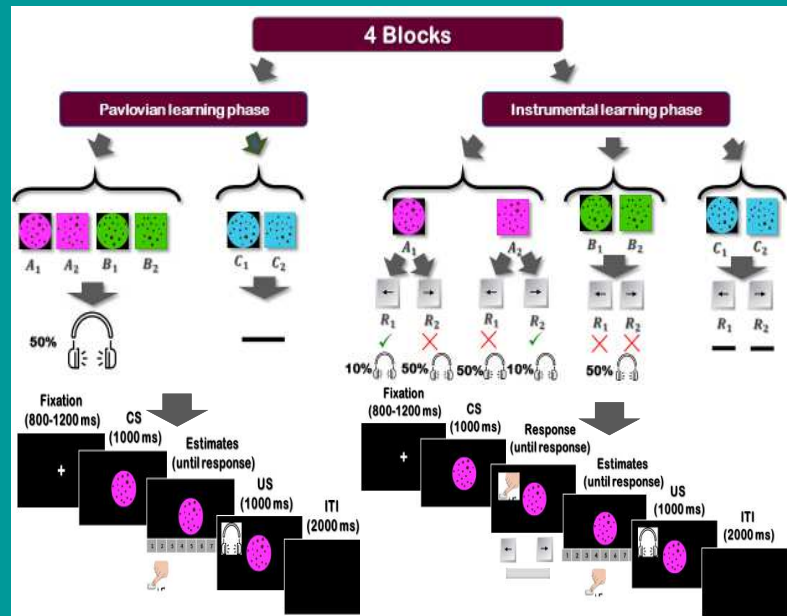 4 Blocks
Pavlovian learning phase
Instrumental learning phase
A₁ A₂ B₁ B₂
C₁ C₂
A₁ A₂
B₁ B₂
C₁ C₂
R₁ R₂ R₁ R₂ R₁ R₂ R₁ R₂
50%
10% 50% 50% 10% 50%
Fixation
(800-1200 ms)
CS
(1000 ms)
Estimates
(until response)
US
(1000 ms)
ITI
(2000 ms)
1 2 3 4 5 6 7
Fixation
(800-1200 ms)
CS
(1000 ms)
Response
(until response)
Estimates
(until response)
US
(1000 ms)
ITI
(2000 ms)
1 2 3 4 5 6 7